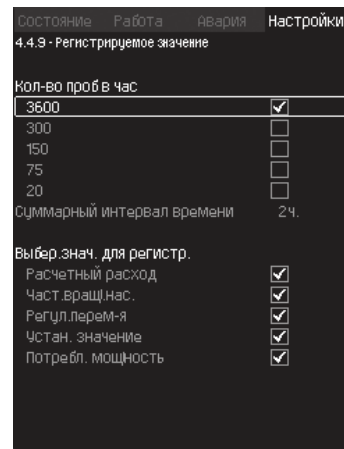 Состояние Работа Авария Настройки
4.4.9 - Регистрируемое значение
Кол-во проб в час
3600
300
150
75
20
Суммарный интервал времени 2ч.
Выбер.знач. для регистр.
Расчетный расход
Част.вращ.нас.
Регул.перем-я
Устан. значение
Потребл. мощность